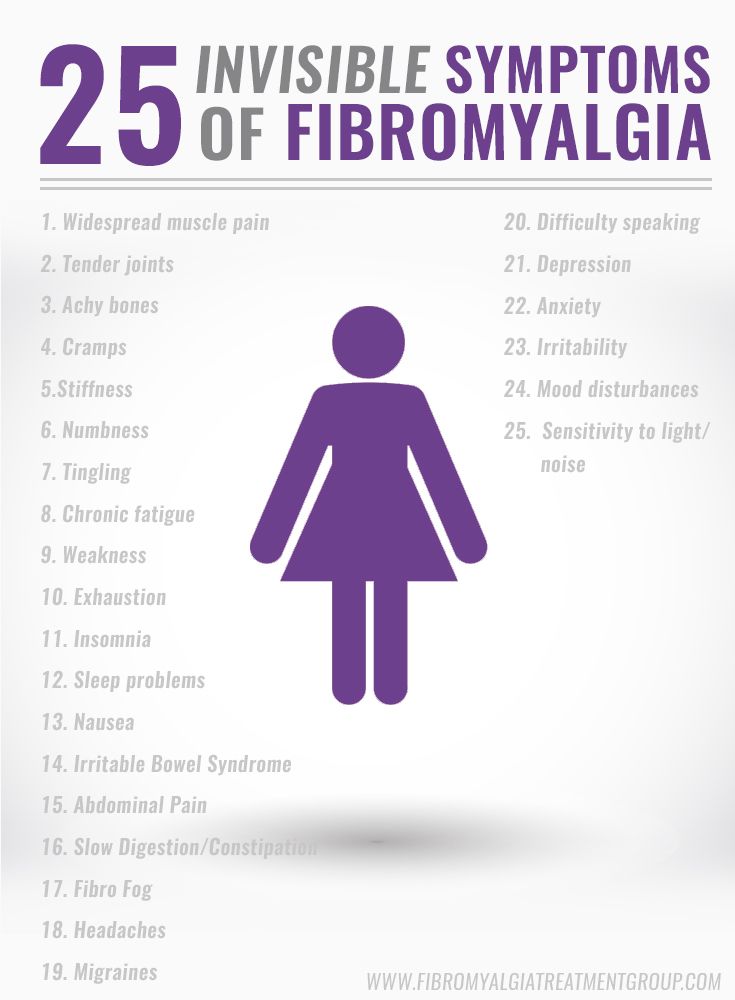 25 INVISIBLE SYMPTOMS
OF FIBROMYALGIA
1. Widespread muscle pain
2. Tender joints
3. Achy bones
4. Cramps
5.Stiffness
6. Numbness
7. Tingling
8. Chronic fatigue
9. Weakness
10. Exhaustion
11. Insomnia
12. Sleep problems
13. Nausea
14. Irritable Bowel Syndrome
15. Abdominal Pain
16. Slow Digestion/Constipation
17. Fibro Fog
18. Headaches
19. Migraines
20. Difficulty speaking
21. Depression
22. Anxiety
23. Irritability
24. Mood disturbances
25. Sensitivity to light/
noise
WWW.FIBROMYALGIATREATMENTGROUP.COM